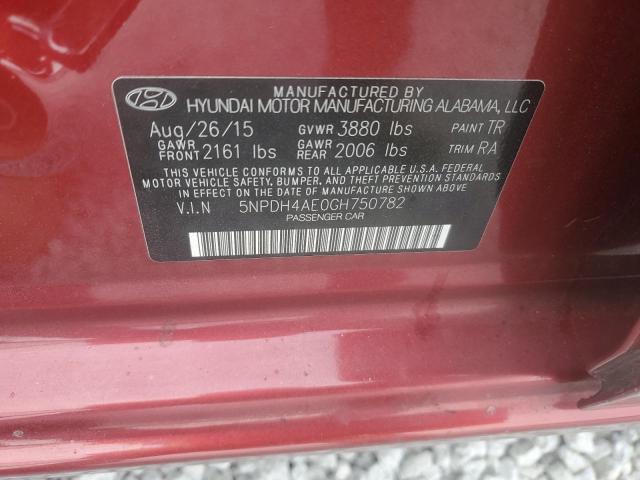 MANUFACTURED BY
HYUNDAI MOTOR MANUFACTURING ALABAMA, LLC
Aug/26/15 GVWR 3880 lbs PAINT TR
GAWR FRONT 2161 lbs GAWR REAR 2006 lbs TRIM RA
THIS VEHICLE CONFORMS TO ALL APPLICABLE U.S.A. FEDERAL
MOTOR VEHICLE SAFETY, BUMPER, AND THEFT PREVENTION STANDARDS
IN EFFECT ON THE DATE OF MANUFACTURE SHOWN ABOVE.
V.I.N 5NPDH4AE0GH750782
PASSENGER CAR